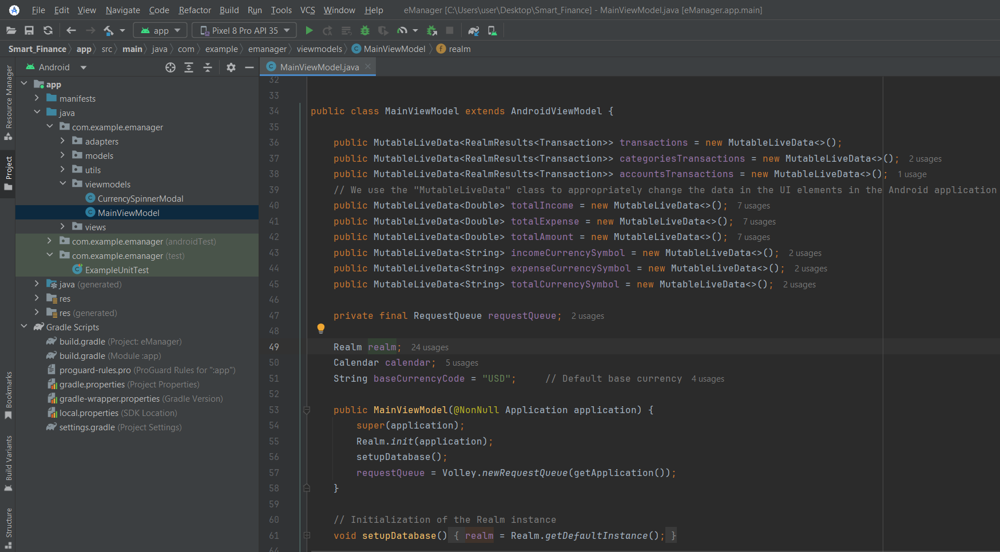 File Edit View Navigate Code Refactor Build Run Tools VCS Window Help eManager [C:\Users\user\Desktop\Smart_Finance] - MainViewModel.java [eManager.app.main]
app Pixel 8 Pro API 35
Smart_Finance app src main java com example emanager viewmodels MainViewModel realm
Android
MainViewModel.java
Resource Manager
Project
Bookmarks
Build Variants
Structure
app
manifests
java
com.example.emanager
adapters
models
utils
viewmodels
CurrencySpinnerModal
MainViewModel
views
com.example.emanager (androidTest)
com.example.emanager (test)
ExampleUnitTest
java (generated)
res
res (generated)
Gradle Scripts
build.gradle (Project: eManager)
build.gradle (Module :app)
proguard-rules.pro (ProGuard Rules for ":app")
gradle.properties (Project Properties)
gradle-wrapper.properties (Gradle Version)
local.properties (SDK Location)
settings.gradle (Project Settings)
32
33
34 public class MainViewModel extends AndroidViewModel {
35
36 public MutableLiveData<RealmResults<Transaction>> transactions = new MutableLiveData<>();
37 public MutableLiveData<RealmResults<Transaction>> categoriesTransactions = new MutableLiveData<>(); 2 usages
38 public MutableLiveData<RealmResults<Transaction>> accountsTransactions = new MutableLiveData<>(); 1 usage
39 // We use the "MutableLiveData" class to appropriately change the data in the UI elements in the Android application
40 public MutableLiveData<Double> totalIncome = new MutableLiveData<>(); 7 usages
41 public MutableLiveData<Double> totalExpense = new MutableLiveData<>(); 7 usages
42 public MutableLiveData<Double> totalAmount = new MutableLiveData<>(); 7 usages
43 public MutableLiveData<String> incomeCurrencySymbol = new MutableLiveData<>(); 2 usages
44 public MutableLiveData<String> expenseCurrencySymbol = new MutableLiveData<>(); 2 usages
45 public MutableLiveData<String> totalCurrencySymbol = new MutableLiveData<>(); 2 usages
46
47 private final RequestQueue requestQueue; 2 usages
48
49 Realm realm; 24 usages
50 Calendar calendar; 5 usages
51 String baseCurrencyCode = "USD"; // Default base currency 4 usages
52
53 public MainViewModel(@NonNull Application application) {
54 super(application);
55 Realm.init(application);
56 setupDatabase();
57 requestQueue = Volley.newRequestQueue(getApplication());
58 }
59
60 // Initialization of the Realm instance
61 void setupDatabase() { realm = Realm.getDefaultInstance(); }
64